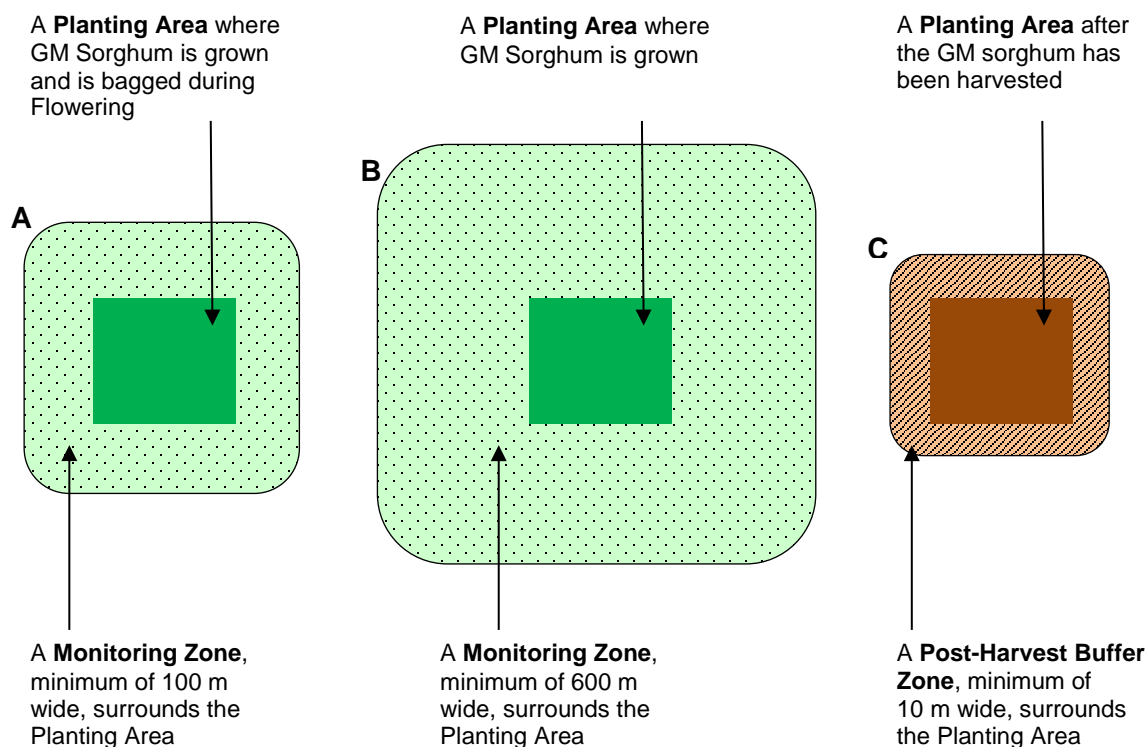 A Planting Area where
GM Sorghum is grown
and is bagged during
Flowering
A Planting Area where
GM Sorghum is grown
A Planting Area after
the GM sorghum has
been harvested
A
B
C
A Monitoring Zone,
minimum of 100 m
wide, surrounds the
Planting Area
A Monitoring Zone,
minimum of 600 m
wide, surrounds the
Planting Area
A Post-Harvest Buffer
Zone, minimum of
10 m wide, surrounds
the Planting Area